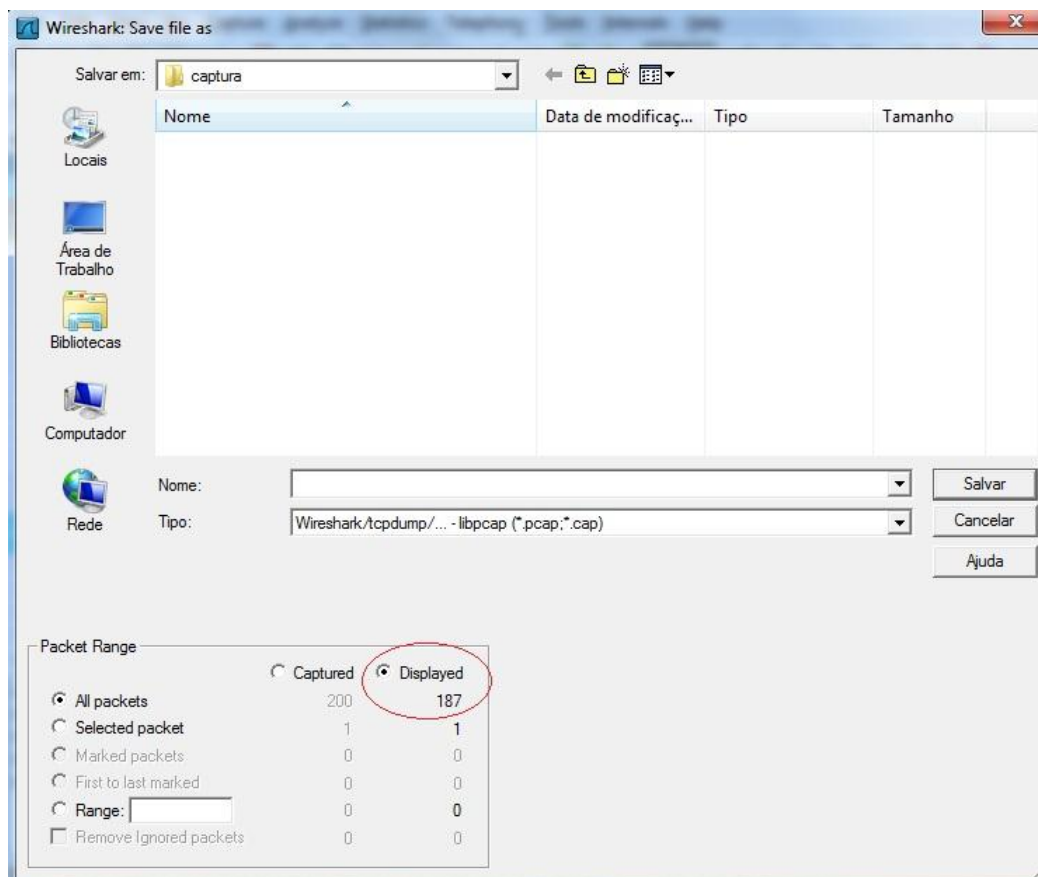 Wireshark: Save file as
Salvar em: captura
Nome Data de modificaç... Tipo Tamanho
Locais
Área de
Trabalho
Bibliotecas
Computador
Rede
Nome: Salvar
Tipo: Wireshark/tcpdump/... - libpcap (*.pcap;*.cap) Cancelar
Ajuda
Packet Range
Captured Displayed
All packets 200 187
Selected packet 1 1
Marked packets 0 0
First to last marked 0 0
Range: 0 0
Remove Ignored packets 0 0